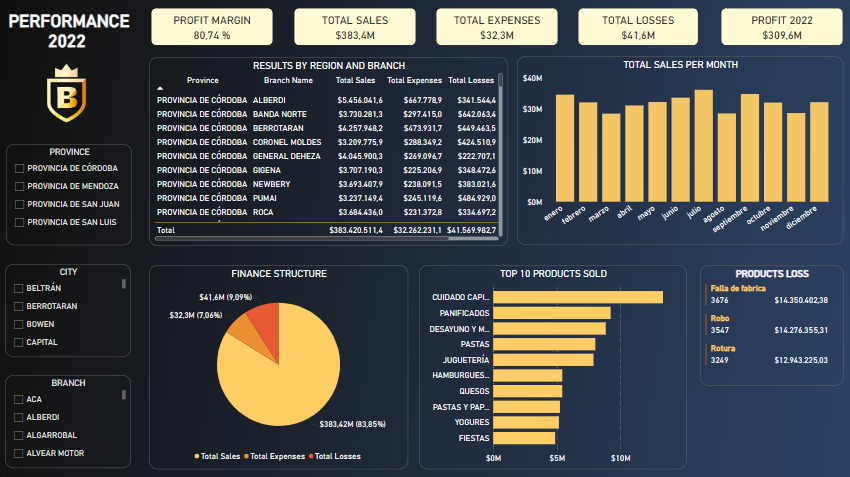 PERFORMANCE
2022
B
PROFIT MARGIN
80,74 %
TOTAL SALES
$383,4M
TOTAL EXPENSES
$32,3M
TOTAL LOSSES
$41,6M
PROFIT 2022
$309,6M
PROVINCE
PROVINCIA DE CÓRDOBA
PROVINCIA DE MENDOZA
PROVINCIA DE SAN JUAN
PROVINCIA DE SAN LUIS
CITY
BELTRÁN
BERROTARAN
BOWEN
CAPITAL
BRANCH
ACA
ALBERDI
ALGARROBAL
ALVEAR MOTOR
RESULTS BY REGION AND BRANCH
Province Branch Name Total Sales Total Expenses Total Losses
PROVINCIA DE CÓRDOBA ALBERDI $5.456.041,6 $667.778,9 $341.544,4
PROVINCIA DE CÓRDOBA BANDA NORTE $3.730.281,3 $297.415,0 $642.063,4
PROVINCIA DE CÓRDOBA BERROTARAN $4.257.948,2 $473.931,7 $449.463,5
PROVINCIA DE CÓRDOBA CORONEL MOLDES $3.209.775,9 $288.349,2 $424.510,9
PROVINCIA DE CÓRDOBA GENERAL DEHEZA $4.045.900,3 $269.096,7 $222.707,1
PROVINCIA DE CÓRDOBA GIGENA $3.707.190,3 $225.206,9 $348.472,6
PROVINCIA DE CÓRDOBA NEWBERY $3.693.407,9 $238.091,5 $383.021,6
PROVINCIA DE CÓRDOBA PUMAI $3.237.149,4 $245.119,6 $484.929,0
PROVINCIA DE CÓRDOBA ROCA $3.684.436,0 $231.372,8 $334.697,2
Total $383.420.511,4 $32.262.231,1 $41.569.982,7
TOTAL SALES PER MONTH
$40M
$30M
$20M
$10M
$0M
enero febrero marzo abril mayo junio julio agosto septiembre octubre noviembre diciembre
FINANCE STRUCTURE
$41,6M (9,09%)
$32,3M (7,06%)
$383,42M (83,85%)
Total Sales Total Expenses Total Losses
TOP 10 PRODUCTS SOLD
CUIDADO CAPI...
PANIFICADOS
DESAYUNO Y M...
PASTAS
JUGUETERÍA
HAMBURGUES...
QUESOS
PASTAS Y PAP...
YOGURES
FIESTAS
$0M $5M $10M
PRODUCTS LOSS
Falla de fabrica
3676 $14.350.402,38
Robo
3547 $14.276.355,31
Rotura
3249 $12.943.225,03